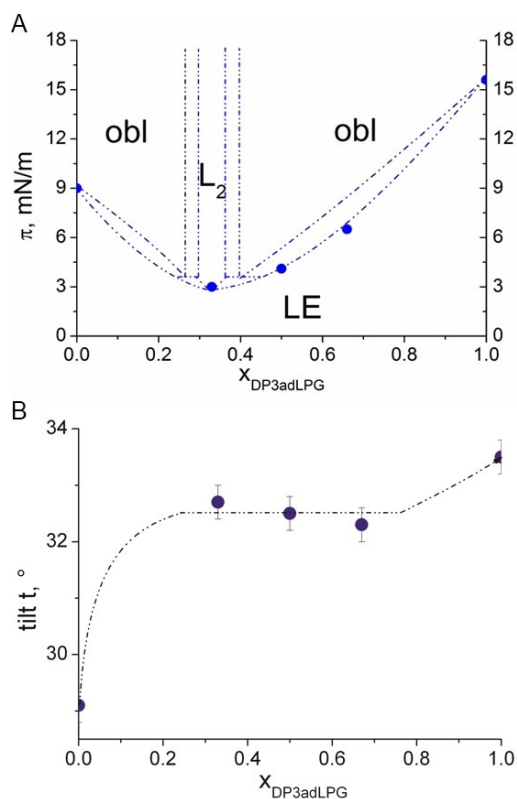 A
18 18
15 15
obl obl
12 12
π, mN/m
9 L₂ 9
6 6
3 3
LE
0 0
0.0 0.2 0.4 0.6 0.8 1.0
x_DP3adLPG
B
34
tilt t, °
32
30
0.0 0.2 0.4 0.6 0.8 1.0
x_DP3adLPG